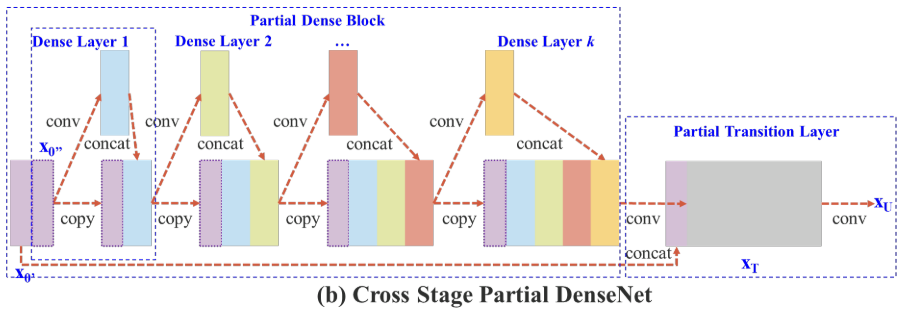 Partial Dense Block
Dense Layer 1
Dense Layer 2
...
Dense Layer k
conv
conv
conv
conv
Partial Transition Layer
x0''
concat
concat
concat
concat
copy
copy
copy
copy
conv
conv
xU
x0'
concat
xT
(b) Cross Stage Partial DenseNet